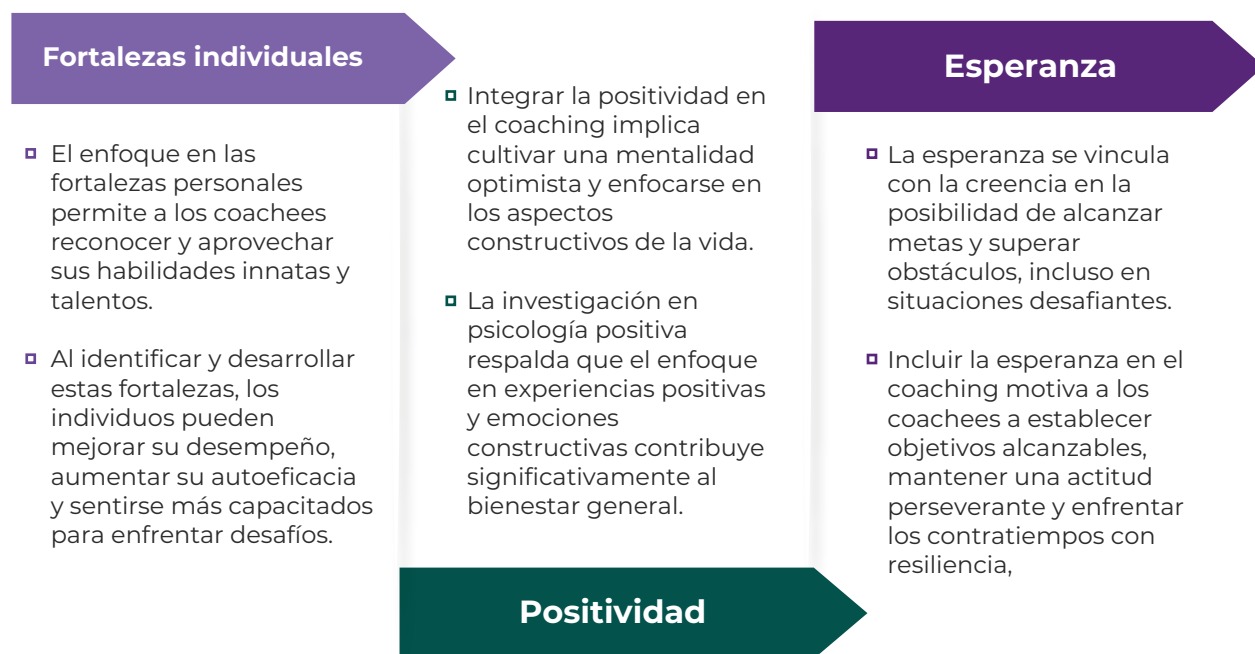 Fortalezas individuales
El enfoque en las
fortalezas personales
permite a los coachees
reconocer y aprovechar
sus habilidades innatas y
talentos.
Al identificar y desarrollar
estas fortalezas, los
individuos pueden
mejorar su desempeño,
aumentar su autoeficacia
y sentirse más capacitados
para enfrentar desafíos.
Integrar la positividad en
el coaching implica
cultivar una mentalidad
optimista y enfocarse en
los aspectos
constructivos de la vida.
La investigación en
psicología positiva
respalda que el enfoque
en experiencias positivas
y emociones
constructivas contribuye
significativamente al
bienestar general.
Positividad
Esperanza
La esperanza se vincula
con la creencia en la
posibilidad de alcanzar
metas y superar
obstáculos, incluso en
situaciones desafiantes.
Incluir la esperanza en el
coaching motiva a los
coachees a establecer
objetivos alcanzables,
mantener una actitud
perseverante y enfrentar
los contratiempos con
resiliencia,